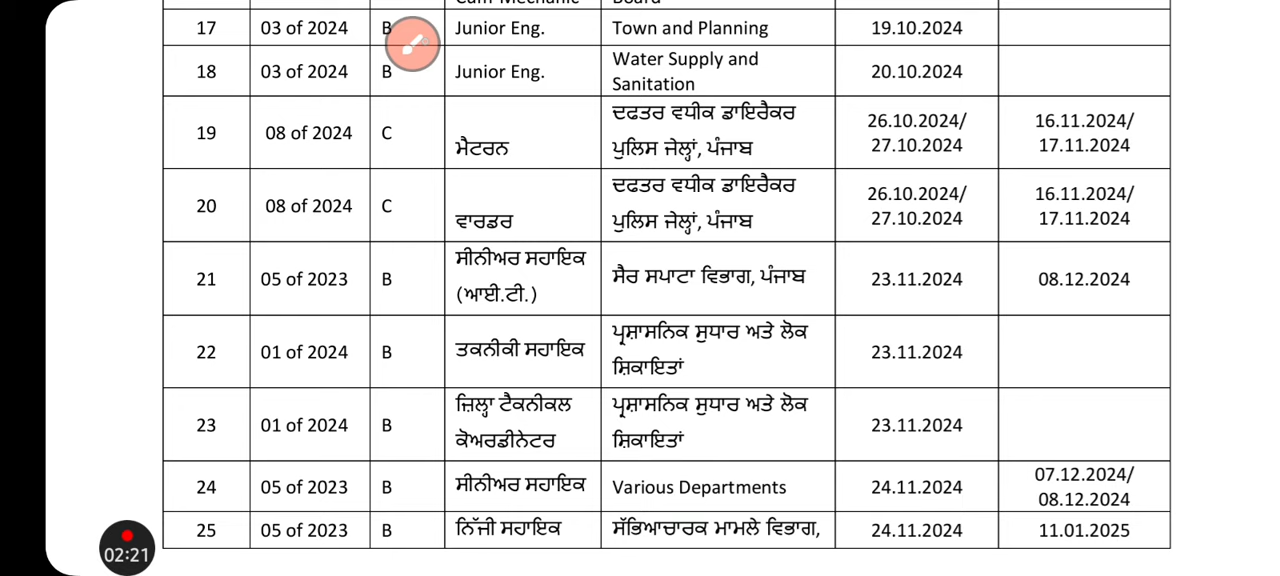 Cum Mechanic Board
17 03 of 2024 B Junior Eng. Town and Planning 19.10.2024
18 03 of 2024 B Junior Eng. Water Supply and
Sanitation 20.10.2024
19 08 of 2024 C ਮੈਟਰਨ ਦਫਤਰ ਵਧੀਕ ਡਾਇਰੈਕਰ
ਪੁਲਿਸ ਜੇਲ੍ਹਾਂ, ਪੰਜਾਬ 26.10.2024/
27.10.2024 16.11.2024/
17.11.2024
20 08 of 2024 C ਵਾਰਡਰ ਦਫਤਰ ਵਧੀਕ ਡਾਇਰੈਕਰ
ਪੁਲਿਸ ਜੇਲ੍ਹਾਂ, ਪੰਜਾਬ 26.10.2024/
27.10.2024 16.11.2024/
17.11.2024
21 05 of 2023 B ਸੀਨੀਅਰ ਸਹਾਇਕ
(ਆਈ.ਟੀ.) ਸੈਰ ਸਪਾਟਾ ਵਿਭਾਗ, ਪੰਜਾਬ 23.11.2024 08.12.2024
22 01 of 2024 B ਤਕਨੀਕੀ ਸਹਾਇਕ ਪ੍ਰਸ਼ਾਸਨਿਕ ਸੁਧਾਰ ਅਤੇ ਲੋਕ
ਸ਼ਿਕਾਇਤਾਂ 23.11.2024
23 01 of 2024 B ਜ਼ਿਲ੍ਹਾ ਟੈਕਨੀਕਲ
ਕੋਆਰਡੀਨੇਟਰ ਪ੍ਰਸ਼ਾਸਨਿਕ ਸੁਧਾਰ ਅਤੇ ਲੋਕ
ਸ਼ਿਕਾਇਤਾਂ 23.11.2024
24 05 of 2023 B ਸੀਨੀਅਰ ਸਹਾਇਕ Various Departments 24.11.2024 07.12.2024/
08.12.2024
25 05 of 2023 B ਨਿੱਜੀ ਸਹਾਇਕ ਸੱਭਿਆਚਾਰਕ ਮਾਮਲੇ ਵਿਭਾਗ, 24.11.2024 11.01.2025
02:21